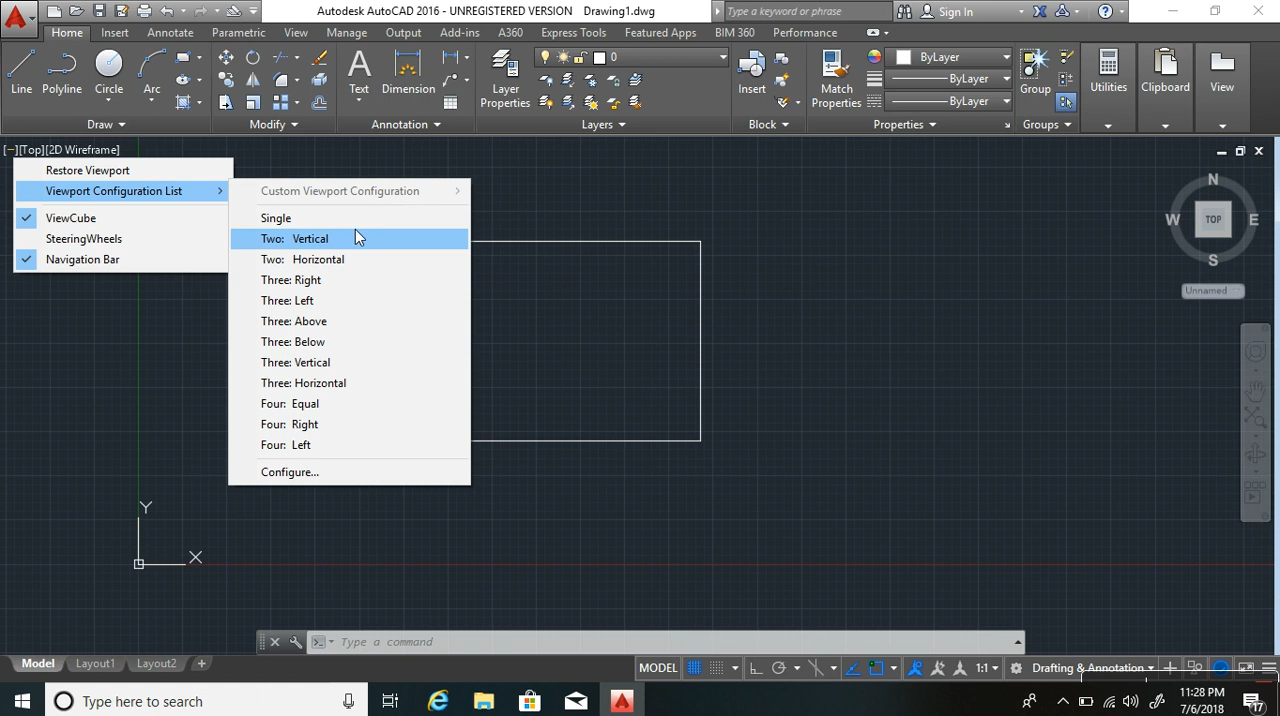 Autodesk AutoCAD 2016 - UNREGISTERED VERSION Drawing1.dwg
Type a keyword or phrase
Sign In
Home Insert Annotate Parametric View Manage Output Add-ins A360 Express Tools Featured Apps BIM 360 Performance
Line
Polyline
Circle
Arc
Text
Dimension
Layer
Properties
0
Insert
Match
Properties
ByLayer
ByLayer
ByLayer
Group
Utilities
Clipboard
View
Draw
Modify
Annotation
Layers
Block
Properties
Groups
[−][Top][2D Wireframe]
Restore Viewport
Viewport Configuration List
ViewCube
SteeringWheels
Navigation Bar
Custom Viewport Configuration
Single
Two: Vertical
Two: Horizontal
Three: Right
Three: Left
Three: Above
Three: Below
Three: Vertical
Three: Horizontal
Four: Equal
Four: Right
Four: Left
Configure...
N
W TOP E
S
Unnamed
Y
X
Type a command
Model Layout1 Layout2 +
MODEL 1:1 Drafting & Annotation
Type here to search
11:28 PM
7/6/2018
17